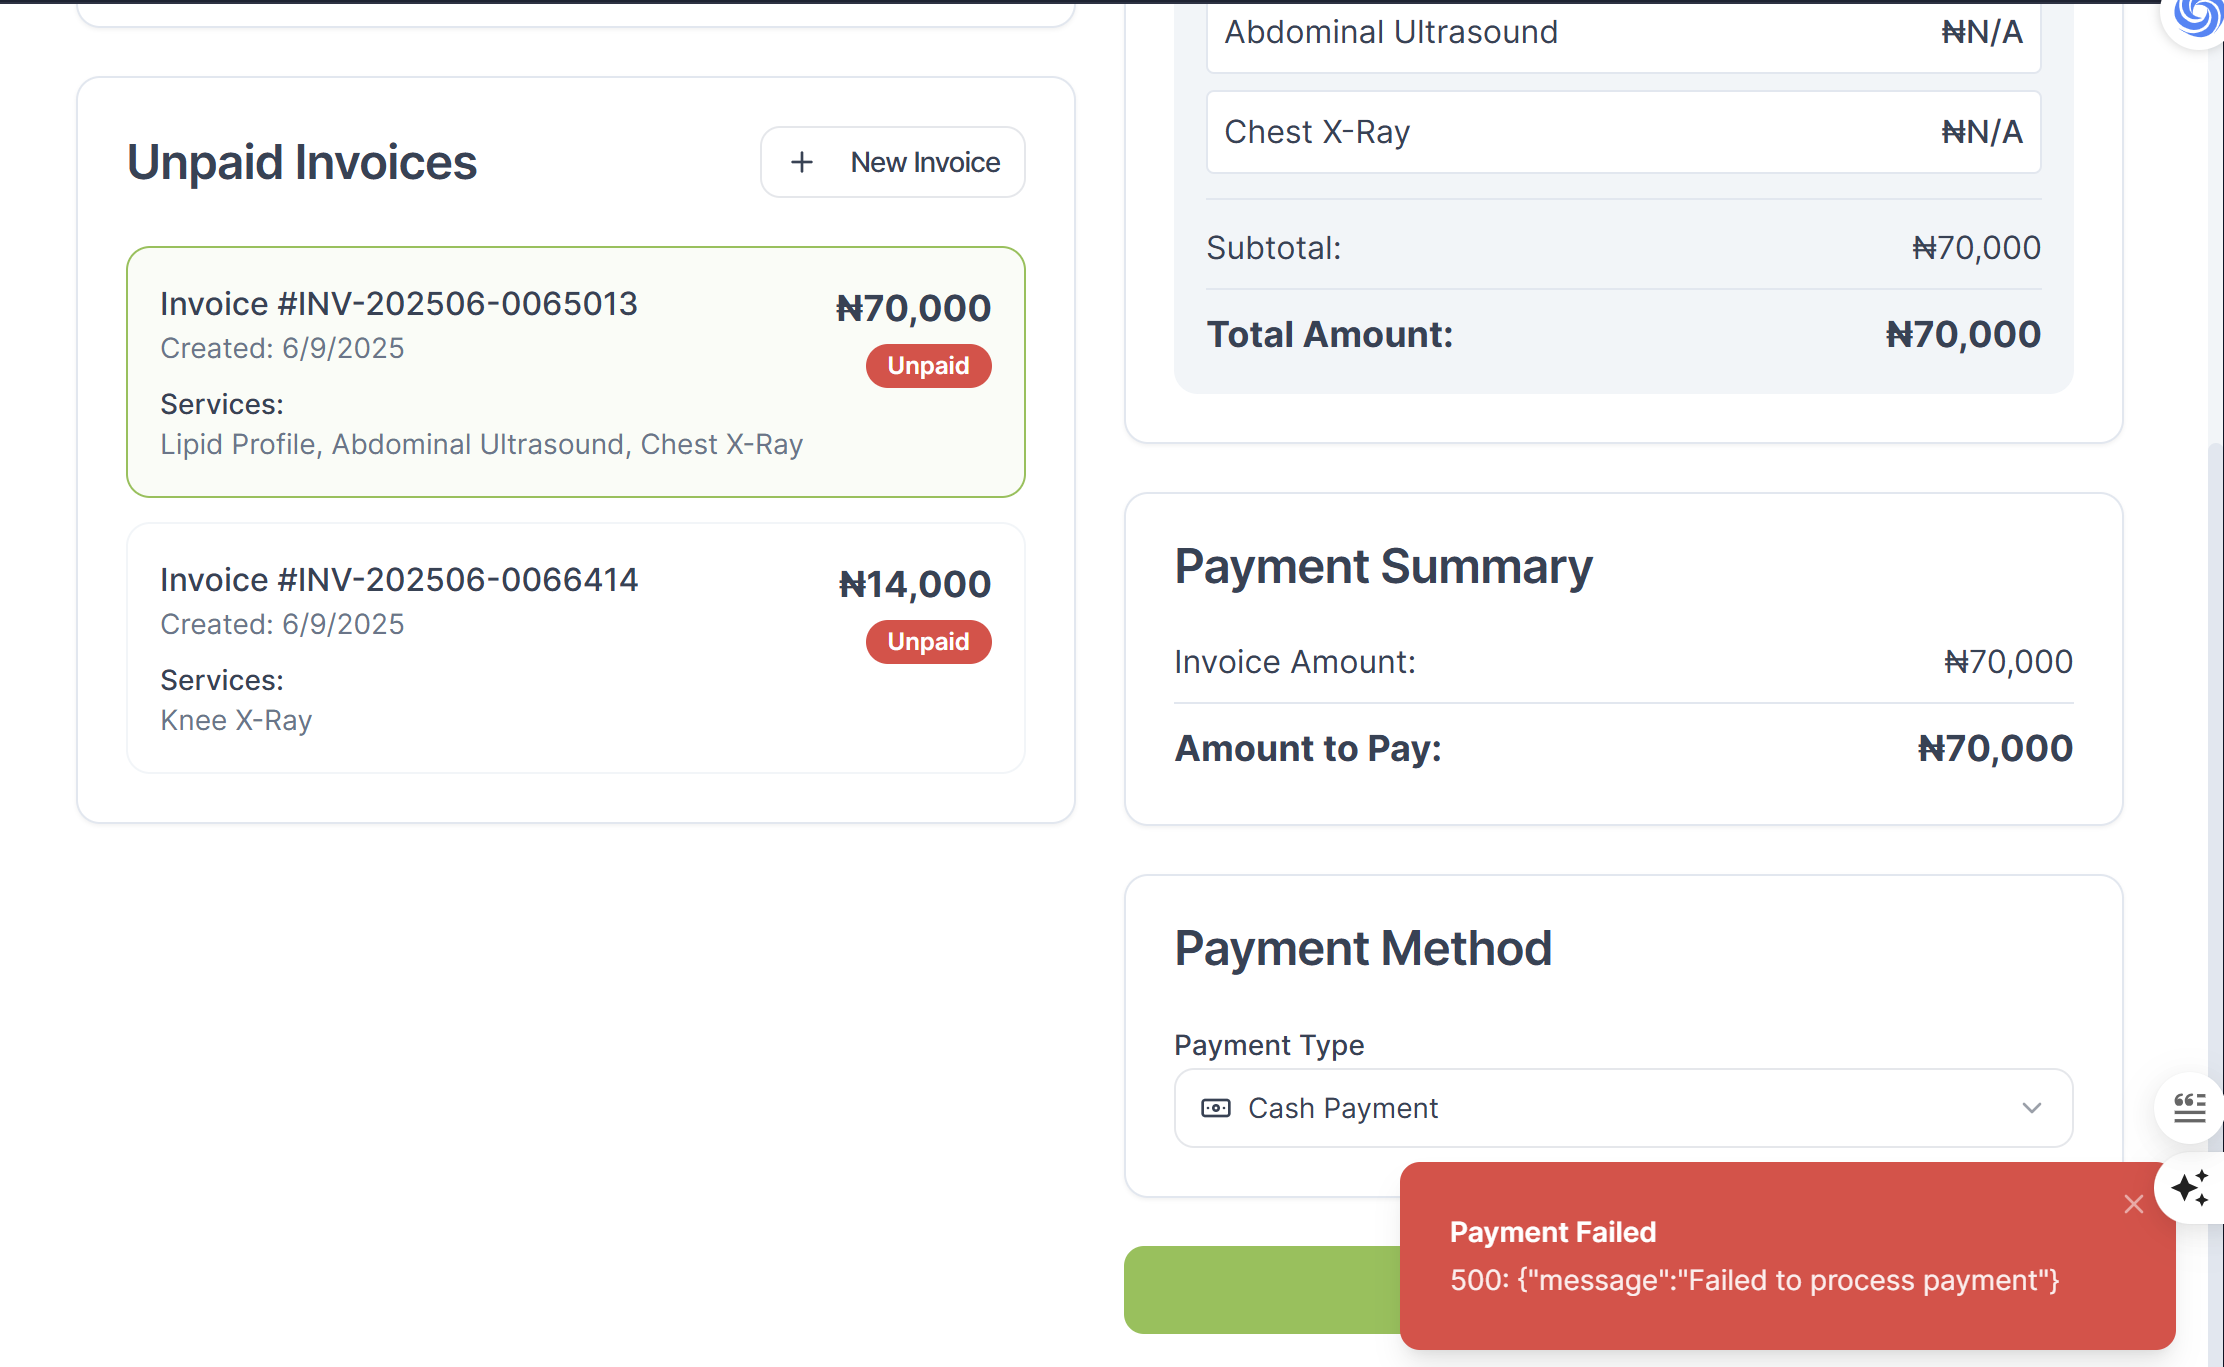 Unpaid Invoices
+ New Invoice
Invoice #INV-202506-0065013
₦70,000
Created: 6/9/2025
Unpaid
Services:
Lipid Profile, Abdominal Ultrasound, Chest X-Ray
Invoice #INV-202506-0066414
₦14,000
Created: 6/9/2025
Unpaid
Services:
Knee X-Ray
Abdominal Ultrasound ₦N/A
Chest X-Ray ₦N/A
Subtotal: ₦70,000
Total Amount: ₦70,000
Payment Summary
Invoice Amount: ₦70,000
Amount to Pay: ₦70,000
Payment Method
Payment Type
Cash Payment
Payment Failed
500: {"message":"Failed to process payment"}